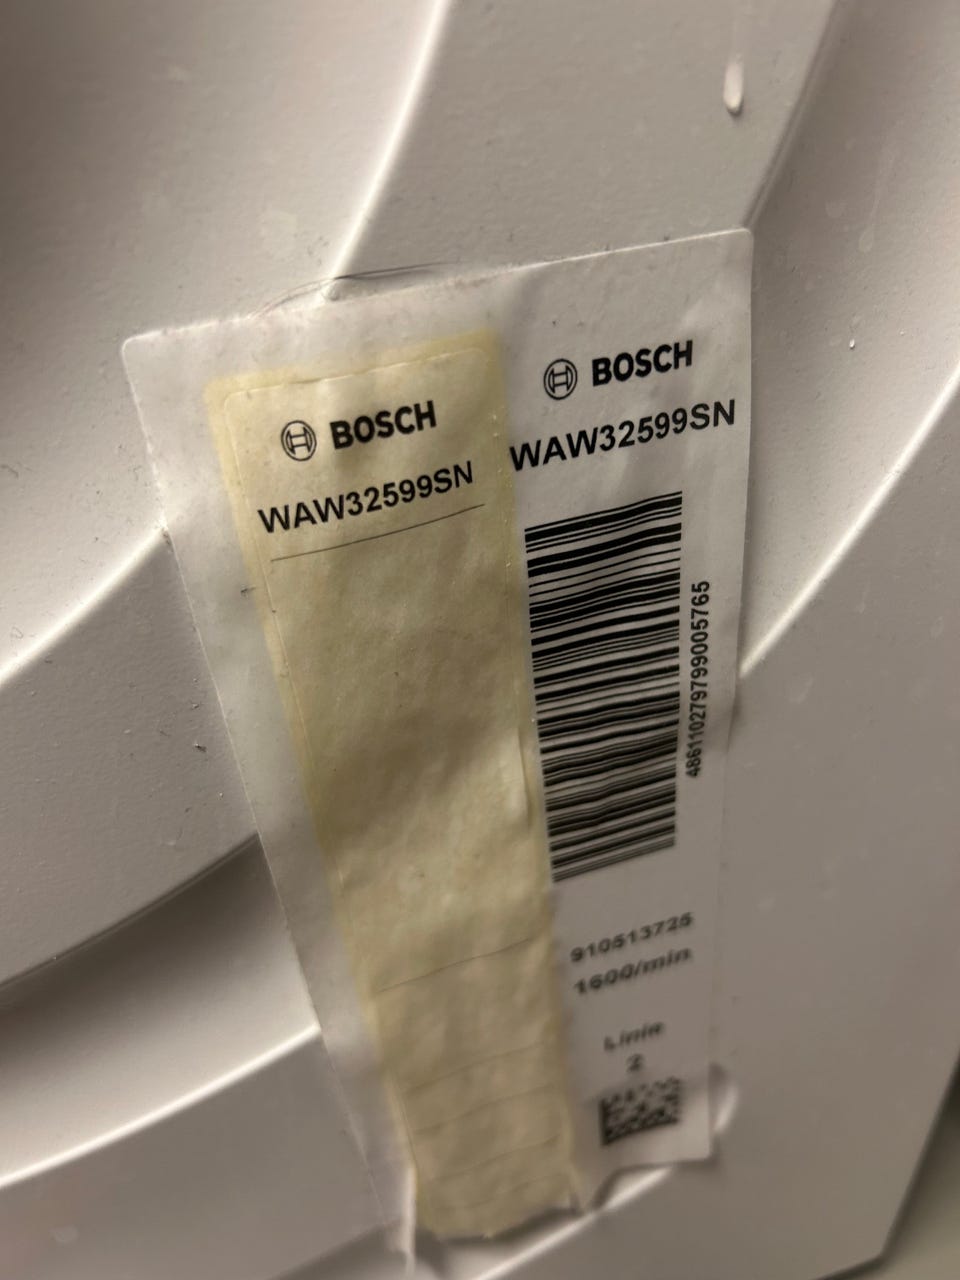 BOSCH
WAW32599SN
BOSCH
WAW32599SN
486110279799005765
910513725
1600/min
Linie
2